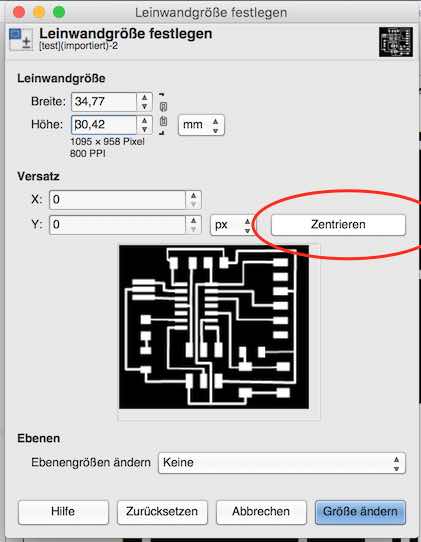 Leinwandgröße festlegen
Leinwandgröße festlegen
[test](importiert)-2
Leinwandgröße
Breite: 34,77
Höhe: 30,42 mm
1095 × 958 Pixel
800 PPI
Versatz
X: 0
Y: 0 px Zentrieren
Ebenen
Ebenengrößen ändern Keine
Hilfe Zurücksetzen Abbrechen Größe ändern